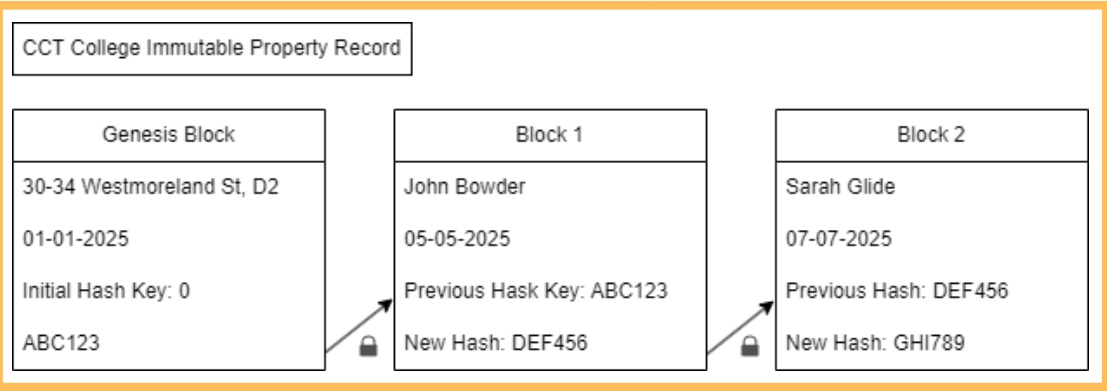 CCT College Immutable Property Record
Genesis Block
30-34 Westmoreland St, D2
01-01-2025
Initial Hash Key: 0
ABC123
Block 1
John Bowder
05-05-2025
Previous Hask Key: ABC123
New Hash: DEF456
Block 2
Sarah Glide
07-07-2025
Previous Hash: DEF456
New Hash: GHI789